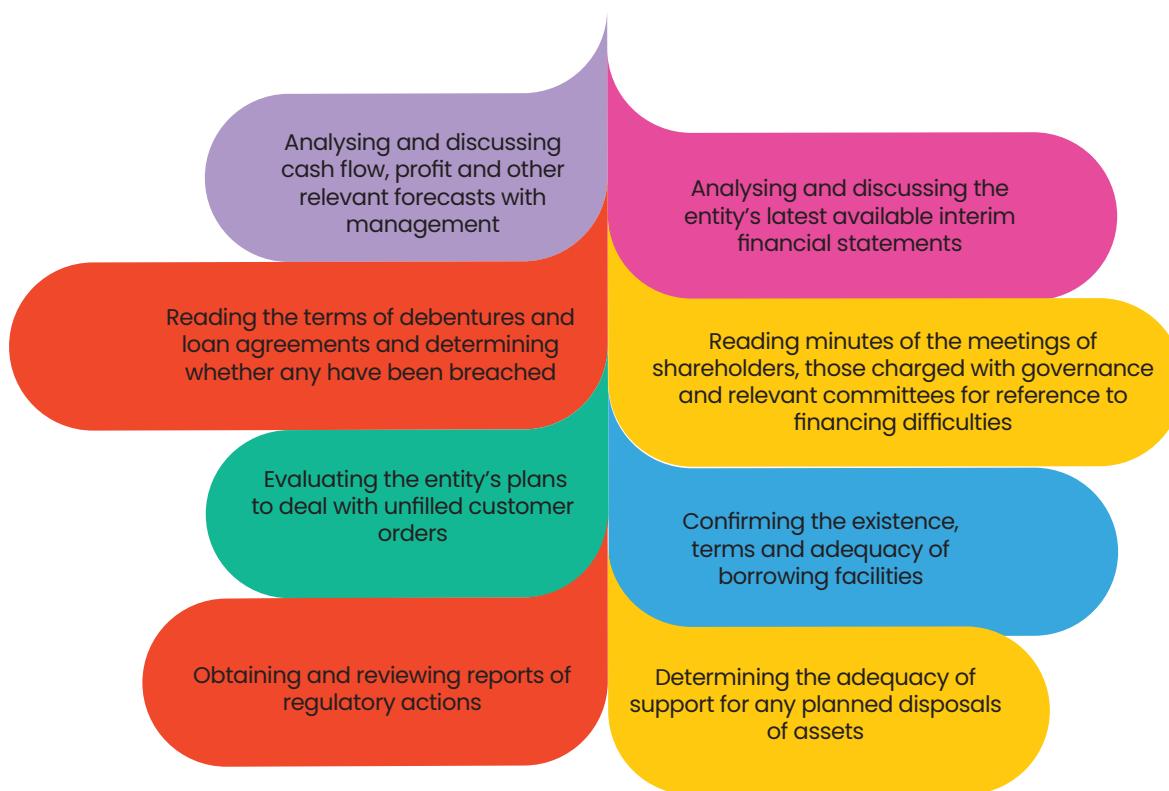 Analysing and discussing
cash flow, profit and other
relevant forecasts with
management
Analysing and discussing the
entity’s latest available interim
financial statements
Reading the terms of debentures and
loan agreements and determining
whether any have been breached
Reading minutes of the meetings of
shareholders, those charged with governance
and relevant committees for reference to
financing difficulties
Evaluating the entity’s plans
to deal with unfilled customer
orders
Confirming the existence,
terms and adequacy of
borrowing facilities
Obtaining and reviewing reports of
regulatory actions
Determining the adequacy of
support for any planned disposals
of assets